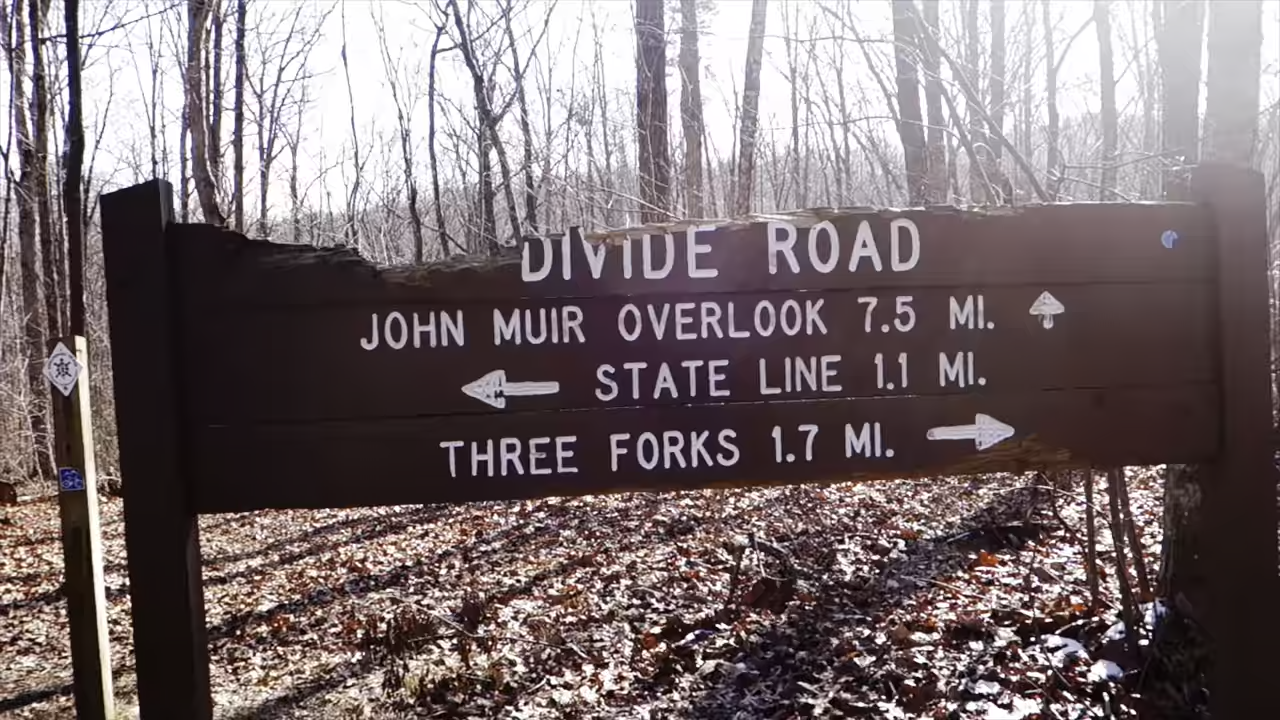 DIVIDE ROAD
JOHN MUIR OVERLOOK 7.5 MI.
STATE LINE 1.1 MI.
THREE FORKS 1.7 MI.